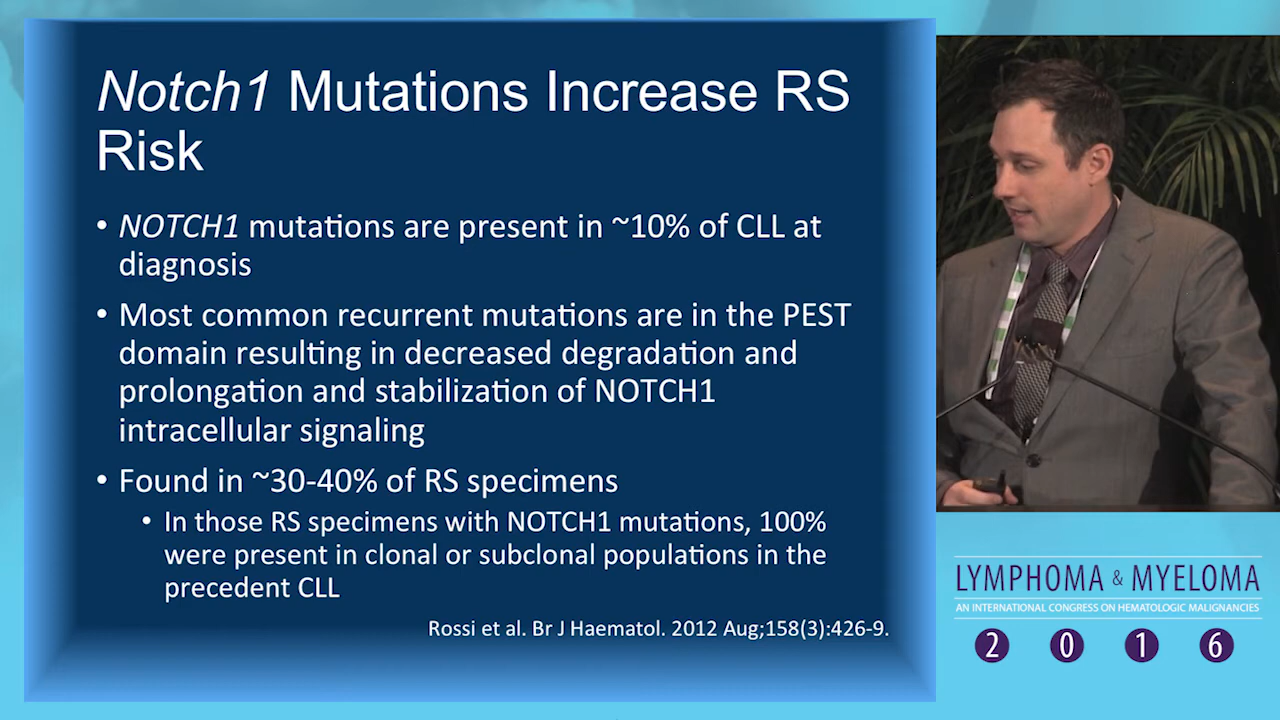 Notch1 Mutations Increase RS
Risk
• NOTCH1 mutations are present in ~10% of CLL at
diagnosis
• Most common recurrent mutations are in the PEST
domain resulting in decreased degradation and
prolongation and stabilization of NOTCH1
intracellular signaling
• Found in ~30-40% of RS specimens
• In those RS specimens with NOTCH1 mutations, 100%
were present in clonal or subclonal populations in the
precedent CLL
Rossi et al. Br J Haematol. 2012 Aug;158(3):426-9.
LYMPHOMA & MYELOMA
AN INTERNATIONAL CONGRESS ON HEMATOLOGIC MALIGNANCIES
2 0 1 6